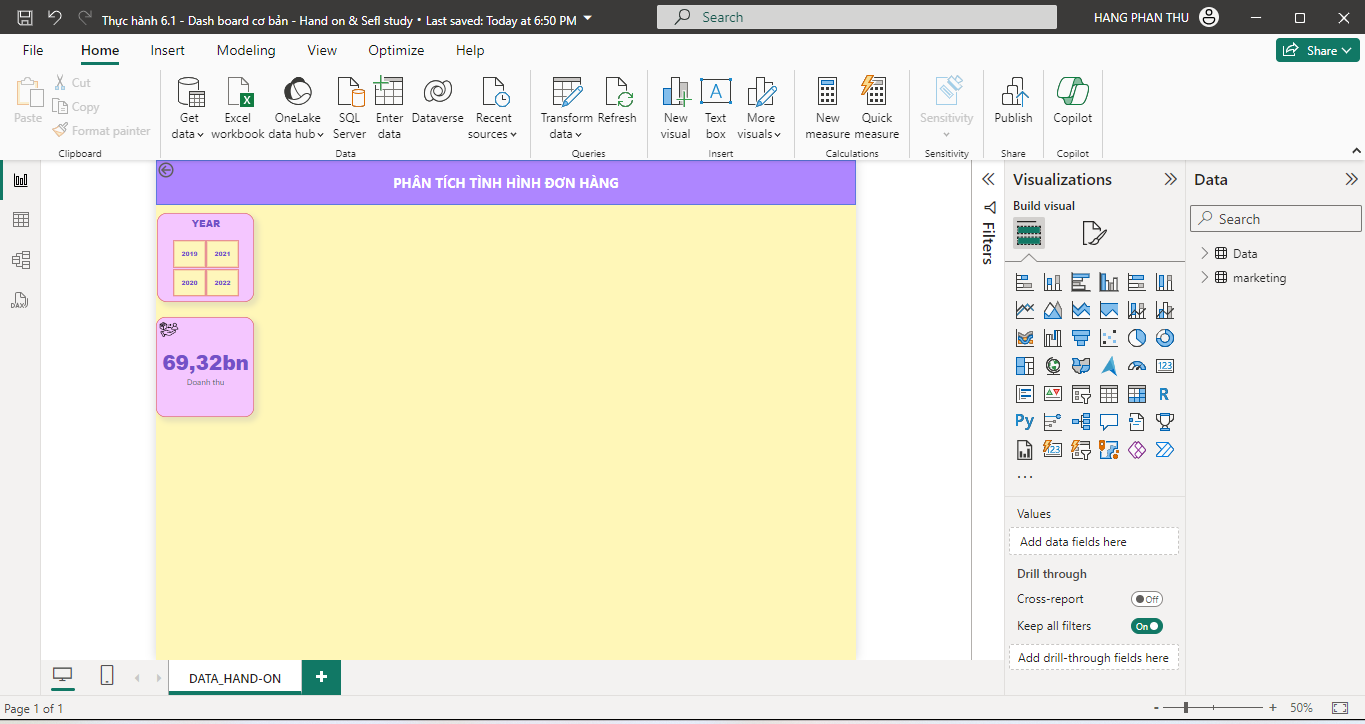 Thực hành 6.1 - Dash board cơ bản - Hand on & Sefl study • Last saved: Today at 6:50 PM
Search
HANG PHAN THU
File
Home
Insert
Modeling
View
Optimize
Help
Share
Paste
Cut
Copy
Format painter
Clipboard
Get data
Excel workbook
OneLake data hub
SQL Server
Enter data
Dataverse
Recent sources
Data
Transform data
Refresh
Queries
New visual
Text box
More visuals
Insert
New measure
Quick measure
Calculations
Sensitivity
Sensitivity
Publish
Share
Copilot
Copilot
PHÂN TÍCH TÌNH HÌNH ĐƠN HÀNG
YEAR
2019
2021
2020
2022
69,32bn
Doanh thu
Filters
Visualizations
Build visual
123
R
Py
123
...
Values
Add data fields here
Drill through
Cross-report
Off
Keep all filters
On
Add drill-through fields here
Data
Search
Data
marketing
DATA_HAND-ON
Page 1 of 1
- + 50%